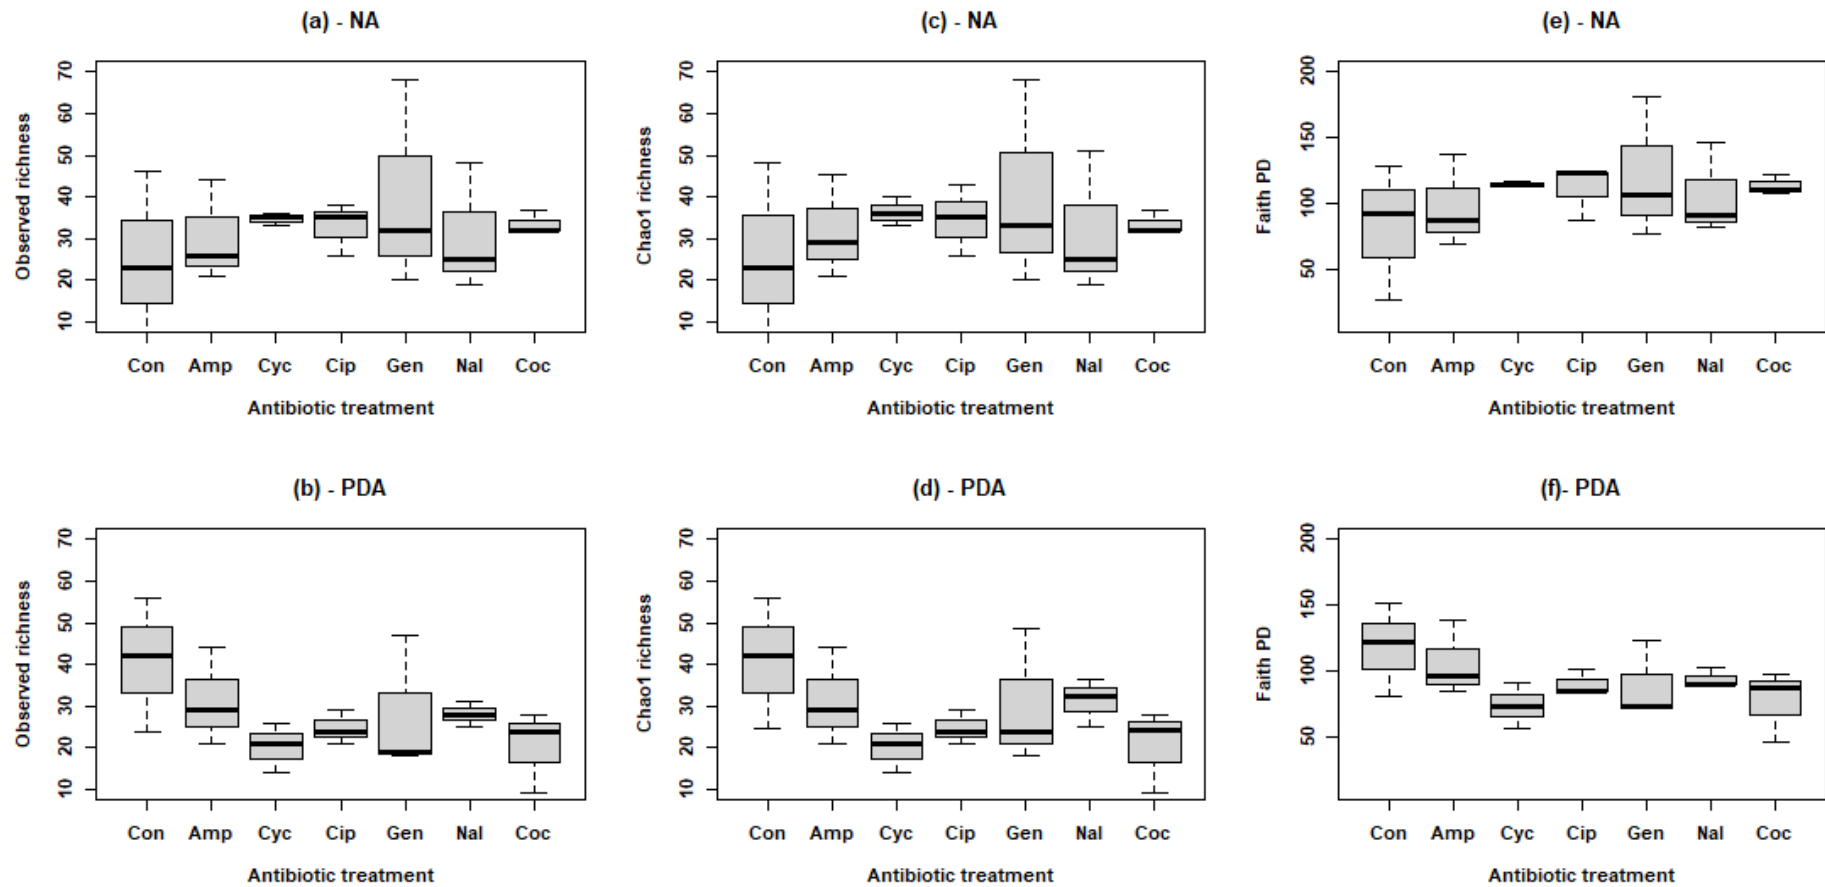 (a) - NA
Observed richness
70
60
50
40
30
20
10
Con Amp Cyc Cip Gen Nal Coc
Antibiotic treatment
(c) - NA
Chao1 richness
70
60
50
40
30
20
10
Con Amp Cyc Cip Gen Nal Coc
Antibiotic treatment
(e) - NA
Faith PD
200
150
100
50
Con Amp Cyc Cip Gen Nal Coc
Antibiotic treatment
(b) - PDA
Observed richness
70
60
50
40
30
20
10
Con Amp Cyc Cip Gen Nal Coc
Antibiotic treatment
(d) - PDA
Chao1 richness
70
60
50
40
30
20
10
Con Amp Cyc Cip Gen Nal Coc
Antibiotic treatment
(f)- PDA
Faith PD
200
150
100
50
Con Amp Cyc Cip Gen Nal Coc
Antibiotic treatment